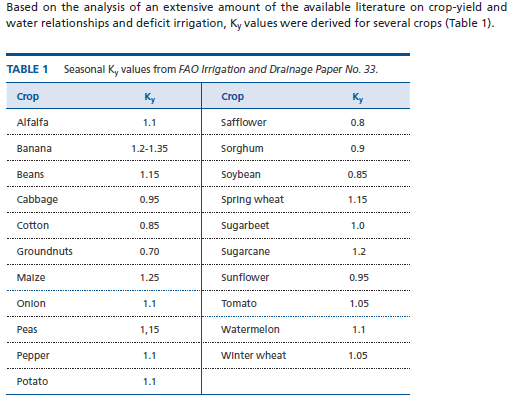 Based on the analysis of an extensive amount of the available literature on crop-yield and
water relationships and deficit irrigation, Ky values were derived for several crops (Table 1).
TABLE 1 Seasonal Ky values from FAO Irrigation and Drainage Paper No. 33.
Crop Ky Crop Ky
Alfalfa 1.1 Safflower 0.8
Banana 1.2-1.35 Sorghum 0.9
Beans 1.15 Soybean 0.85
Cabbage 0.95 Spring wheat 1.15
Cotton 0.85 Sugarbeet 1.0
Groundnuts 0.70 Sugarcane 1.2
Maize 1.25 Sunflower 0.95
Onion 1.1 Tomato 1.05
Peas 1,15 Watermelon 1.1
Pepper 1.1 Winter wheat 1.05
Potato 1.1